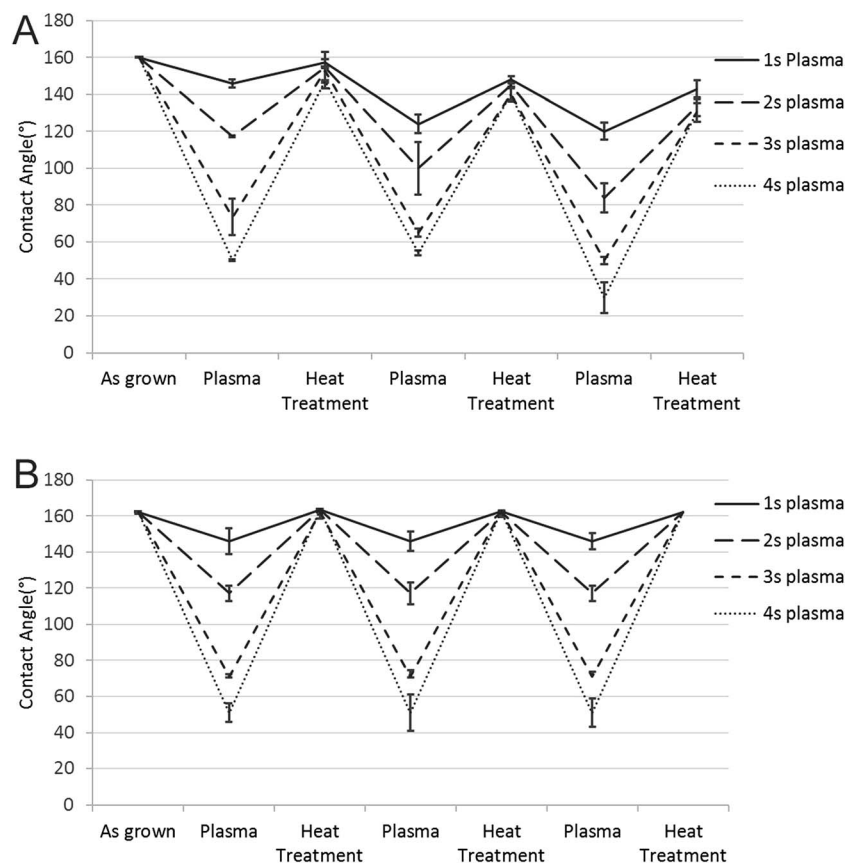 A
180
160
140
120
100
80
60
40
20
0
Contact Angle(°)
As grown
Plasma
Heat
Treatment
Plasma
Heat
Treatment
Plasma
Heat
Treatment
1s Plasma
2s plasma
3s plasma
4s plasma
B
180
160
140
120
100
80
60
40
20
0
Contact Angle(°)
As grown
Plasma
Heat
Treatment
Plasma
Heat
Treatment
Plasma
Heat
Treatment
1s plasma
2s plasma
3s plasma
4s plasma